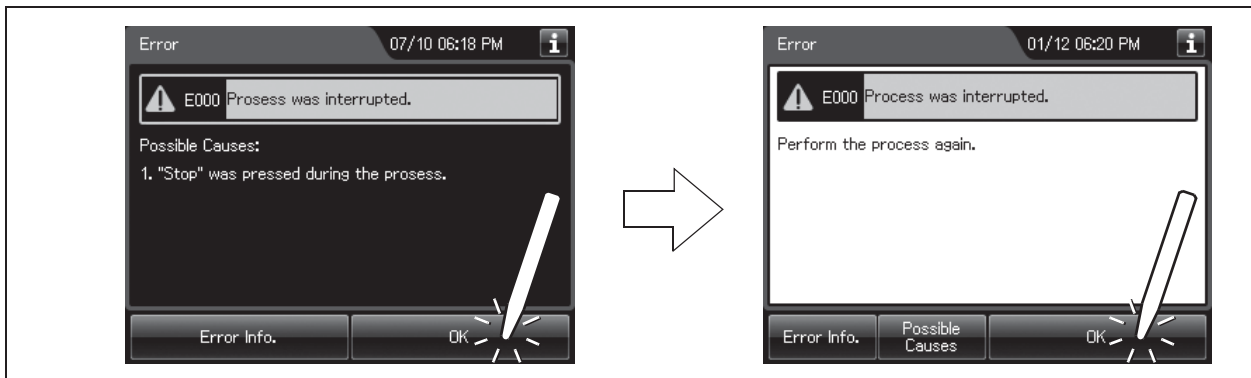 Error 07/10 06:18 PM i
E000 Prosess was interrupted.
Possible Causes:
1. "Stop" was pressed during the prosess.
Error Info. OK
Error 01/12 06:20 PM i
E000 Process was interrupted.
Perform the process again.
Error Info. Possible Causes OK